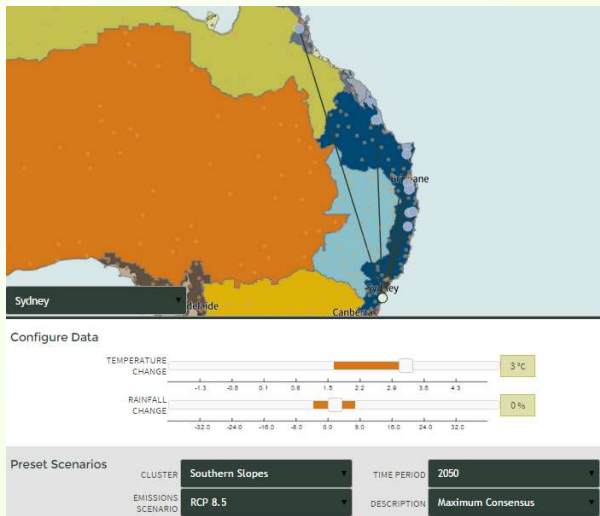 Brisbane
Sydney
Sydney
Adelaide
Canberra
Configure Data
TEMPERATURE
CHANGE
3 °C
-1.3 -0.6 0.1 0.8 1.5 2.2 2.9 3.6 4.3
RAINFALL
CHANGE
0 %
-32.0 -24.0 -16.0 -8.0 0.0 8.0 16.0 24.0 32.0
Preset Scenarios
CLUSTER Southern Slopes TIME PERIOD 2050
EMISSIONS
SCENARIO RCP 8.5 DESCRIPTION Maximum Consensus